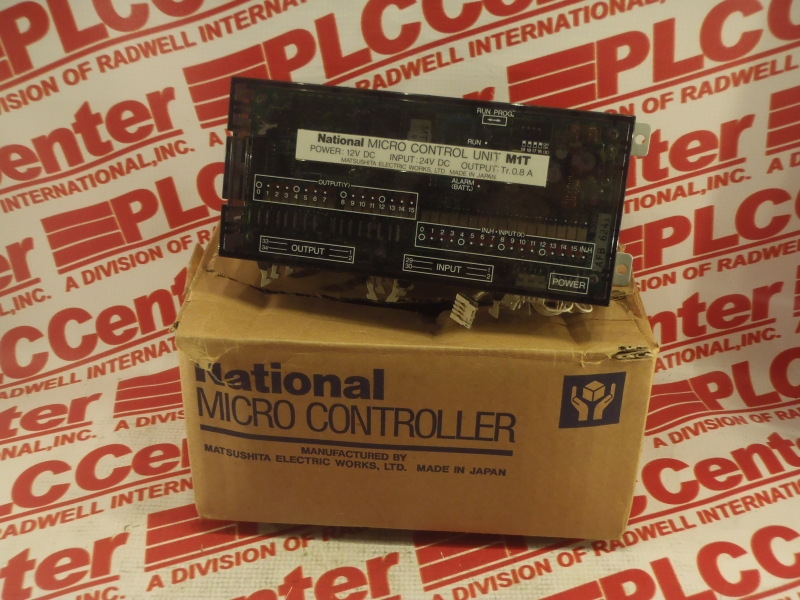 PLCCenter
A DIVISION OF RADWELL INTERNATIONAL, INC.
RUN PROG.
RUN
National MICRO CONTROL UNIT M1T
POWER: 12V DC INPUT: 24V DC OUTPUT: Tr. 0.8 A
MATSUSHITA ELECTRIC WORKS, LTD. MADE IN JAPAN
ALARM
(BATT.)
OUTPUT(Y)
0 1 2 3 4 5 6 7 8 9 10 11 12 13 14 15
INH • INPUT(X)
0 1 2 3 4 5 6 7 8 9 10 11 12 13 14 15 INH
OUTPUT
INPUT
29
30
1
2
POWER
National
MICRO CONTROLLER
MANUFACTURED BY
MATSUSHITA ELECTRIC WORKS, LTD. MADE IN JAPAN